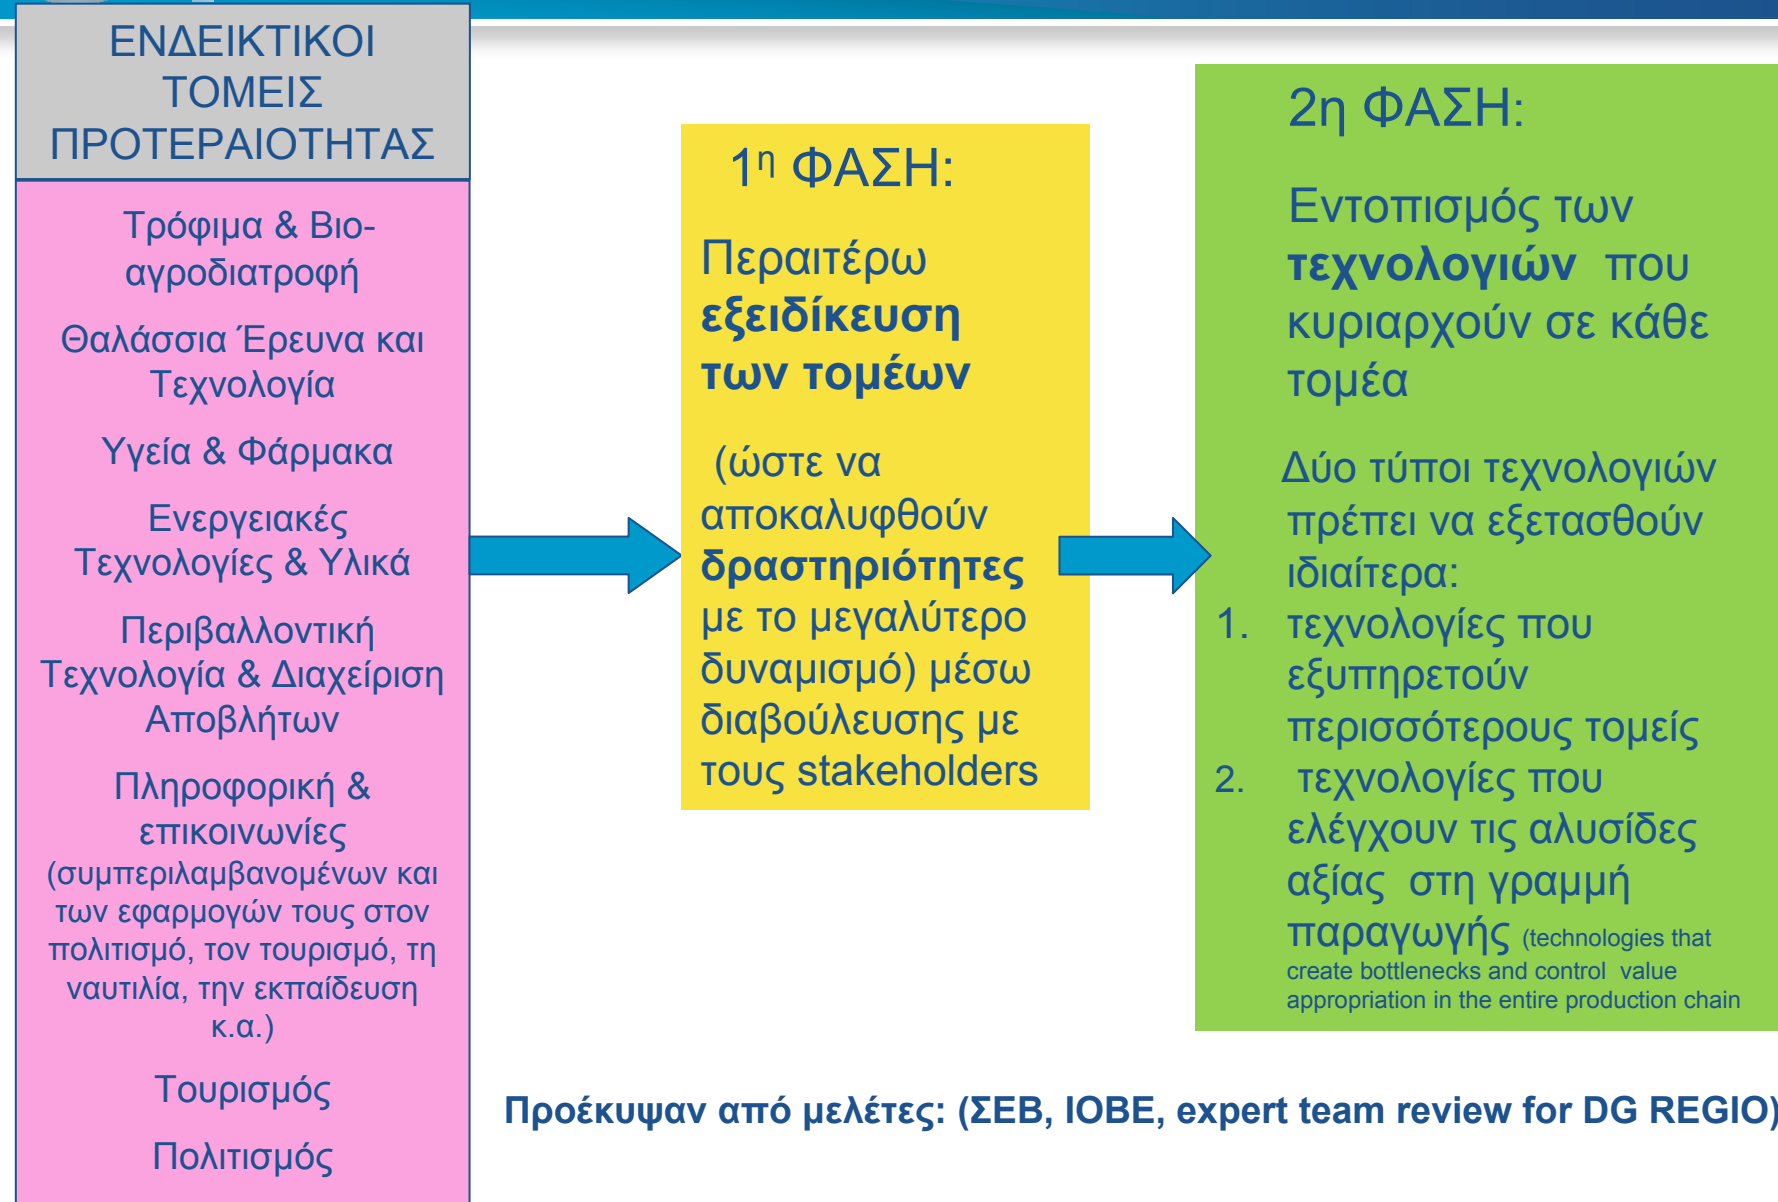 ΕΝΔΕΙΚΤΙΚΟΙ
ΤΟΜΕΙΣ
ΠΡΟΤΕΡΑΙΟΤΗΤΑΣ
Τρόφιμα & Βιο-
αγροδιατροφή
Θαλάσσια Έρευνα και
Τεχνολογία
Υγεία & Φάρμακα
Ενεργειακές
Τεχνολογίες & Υλικά
Περιβαλλοντική
Τεχνολογία & Διαχείριση
Αποβλήτων
Πληροφορική &
επικοινωνίες
(συμπεριλαμβανομένων και
των εφαρμογών τους στον
πολιτισμό, τον τουρισμό, τη
ναυτιλία, την εκπαίδευση
κ.α.)
Τουρισμός
Πολιτισμός
1η ΦΑΣΗ:
Περαιτέρω
εξειδίκευση
των τομέων
(ώστε να
αποκαλυφθούν
δραστηριότητες
με το μεγαλύτερο
δυναμισμό) μέσω
διαβούλευσης με
τους stakeholders
2η ΦΑΣΗ:
Εντοπισμός των
τεχνολογιών που
κυριαρχούν σε κάθε
τομέα
Δύο τύποι τεχνολογιών
πρέπει να εξετασθούν
ιδιαίτερα:
1. τεχνολογίες που
εξυπηρετούν
περισσότερους τομείς
2. τεχνολογίες που
ελέγχουν τις αλυσίδες
αξίας στη γραμμή
παραγωγής (technologies that
create bottlenecks and control value
appropriation in the entire production chain
Προέκυψαν από μελέτες: (ΣΕΒ, ΙΟΒΕ, expert team review for DG REGIO)